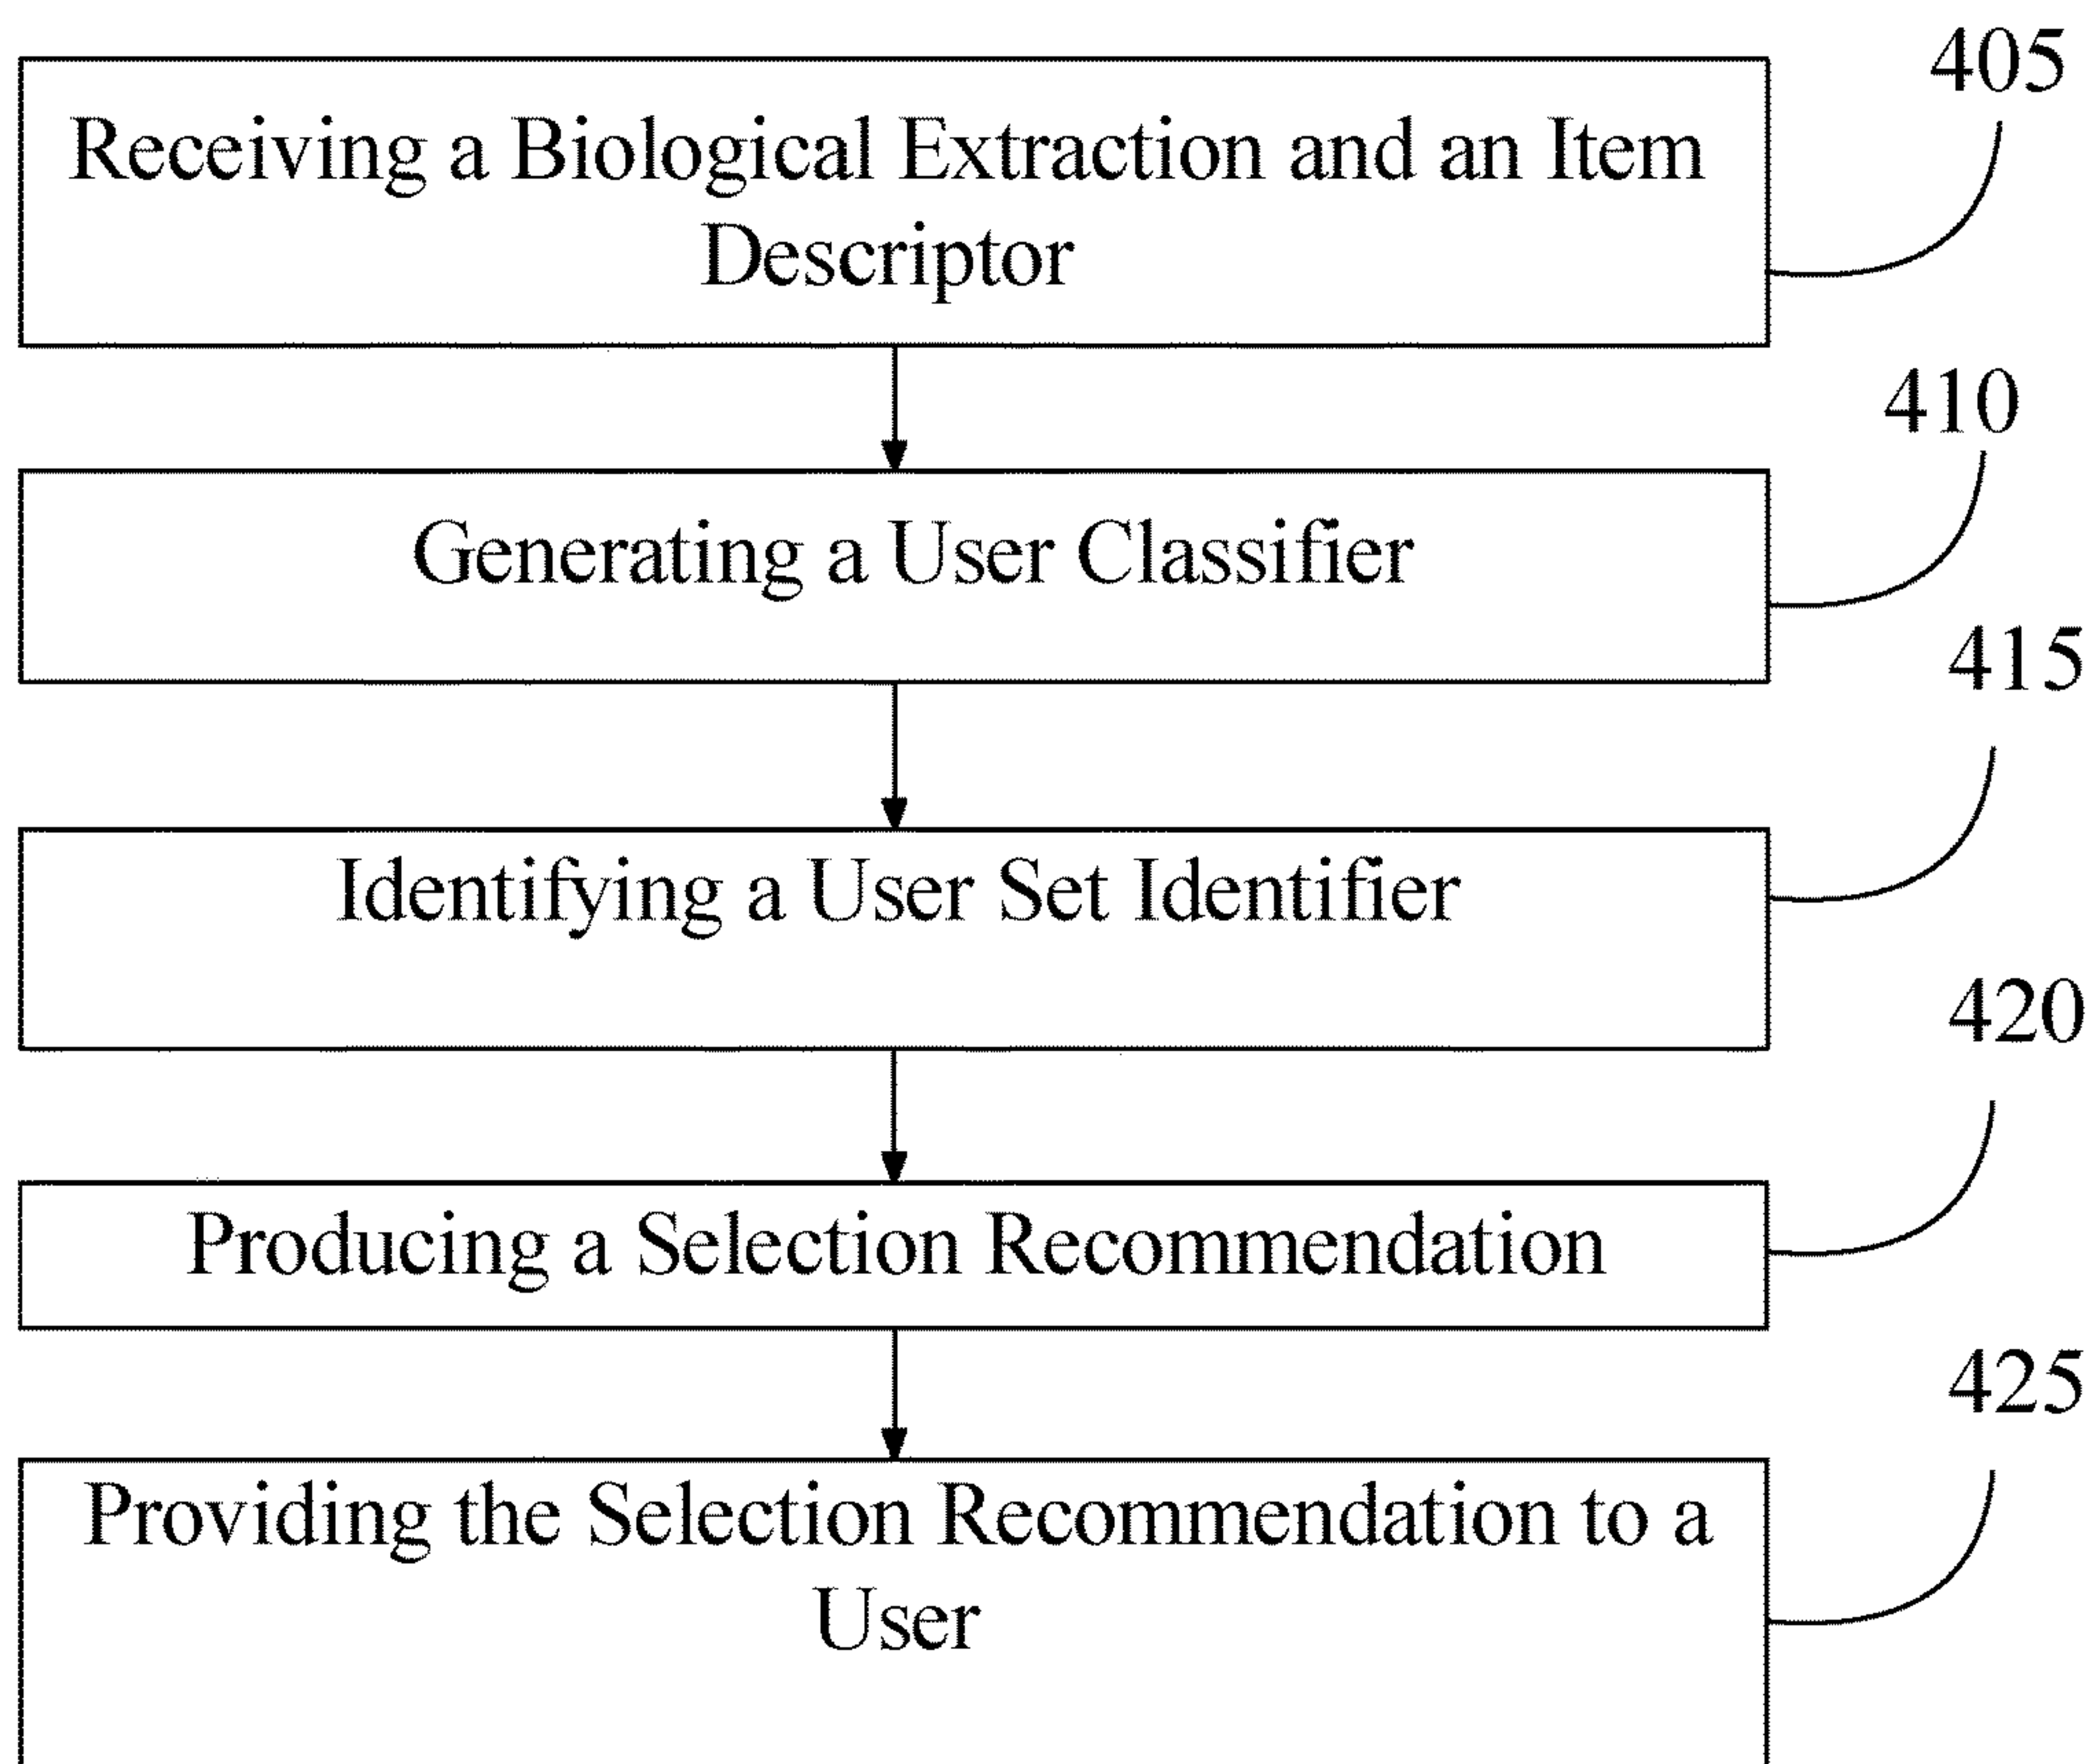 405
Receiving a Biological Extraction and an Item
Descriptor
410
Generating a User Classifier
415
Identifying a User Set Identifier
420
Producing a Selection Recommendation
425
Providing the Selection Recommendation to a
User